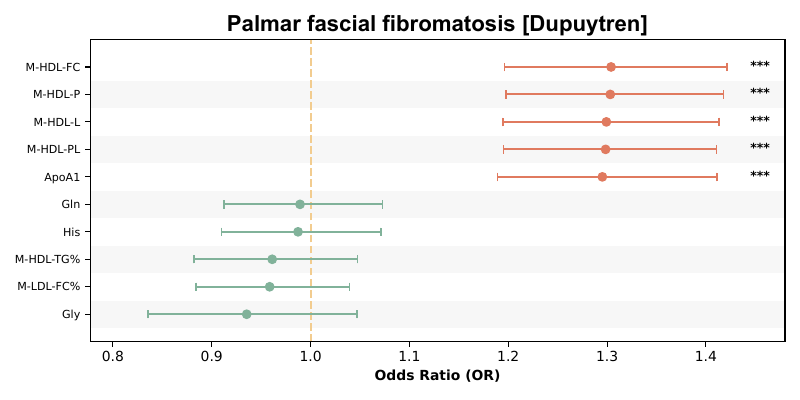 Palmar fascial fibromatosis [Dupuytren]
M-HDL-FC ***
M-HDL-P ***
M-HDL-L ***
M-HDL-PL ***
ApoA1 ***
Gln
His
M-HDL-TG%
M-LDL-FC%
Gly
0.8 0.9 1.0 1.1 1.2 1.3 1.4
Odds Ratio (OR)